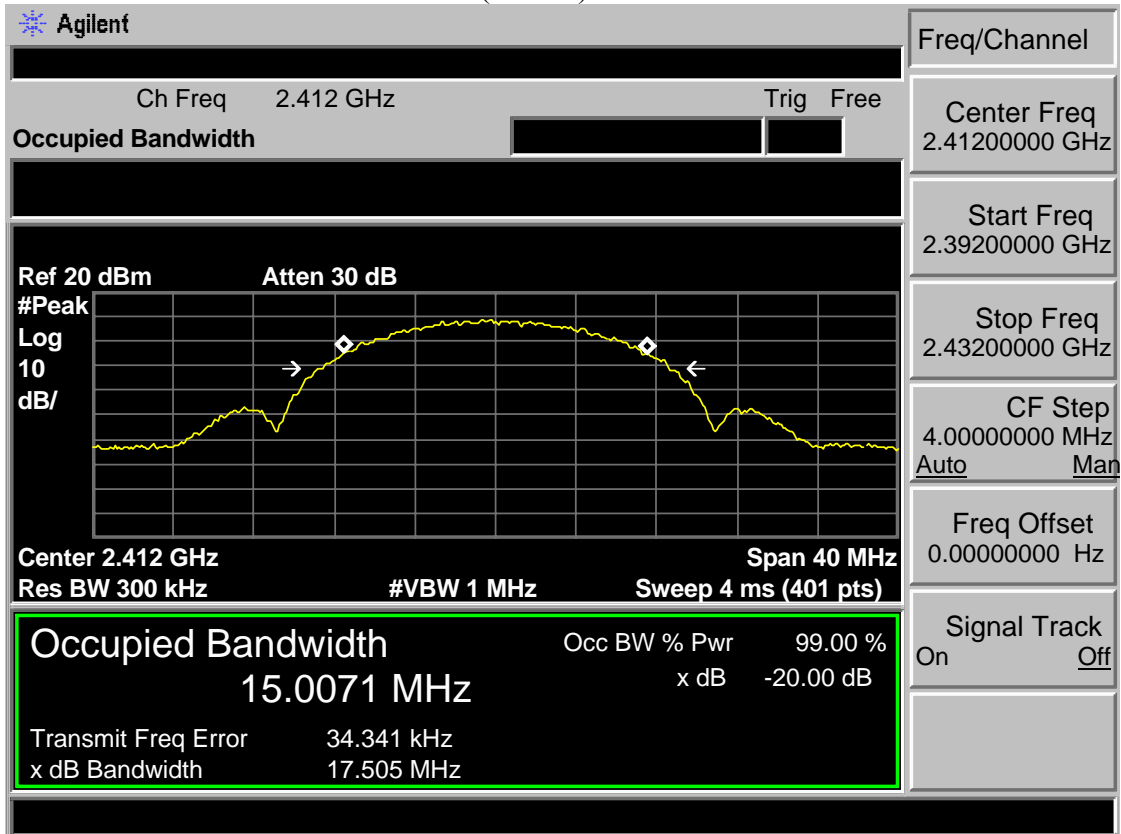 Agilent
Freq/Channel
Ch Freq 2.412 GHz Trig Free
Occupied Bandwidth
Center Freq
2.41200000 GHz
Start Freq
2.39200000 GHz
Stop Freq
2.43200000 GHz
CF Step
4.00000000 MHz
Auto Man
Freq Offset
0.00000000 Hz
Signal Track
On Off
Ref 20 dBm Atten 30 dB
#Peak
Log
10
dB/
Center 2.412 GHz Span 40 MHz
Res BW 300 kHz #VBW 1 MHz Sweep 4 ms (401 pts)
Occupied Bandwidth Occ BW % Pwr 99.00 %
15.0071 MHz x dB -20.00 dB
Transmit Freq Error 34.341 kHz
x dB Bandwidth 17.505 MHz